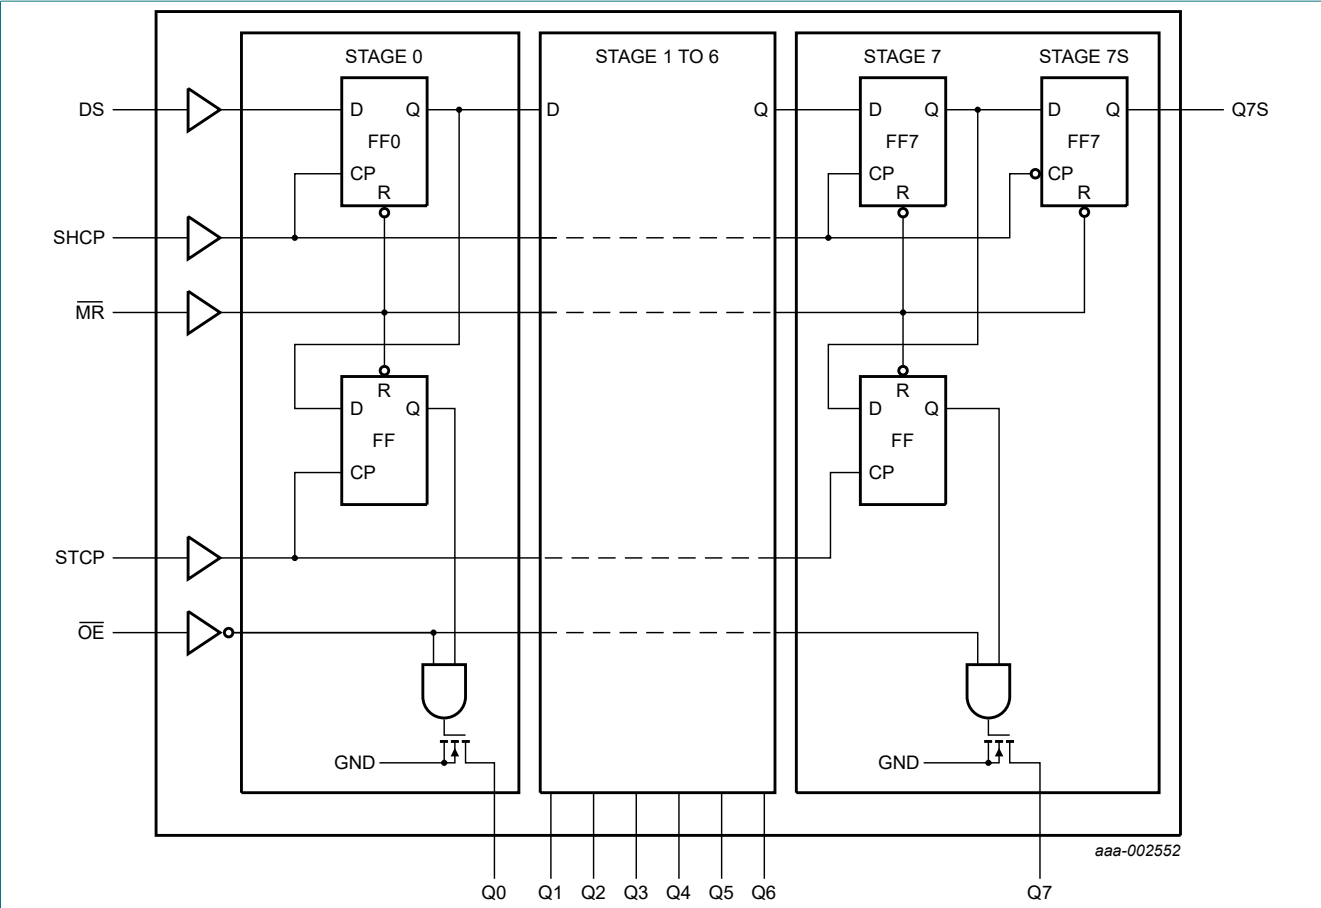 STAGE 0 STAGE 1 TO 6 STAGE 7 STAGE 7S
DS D Q D Q D Q D Q Q7S
FF0 FF7 FF7
CP CP CP
R R R
SHCP
MR
R R
D Q D Q
FF FF
CP CP
STCP
OE
GND GND
aaa-002552
Q0 Q1 Q2 Q3 Q4 Q5 Q6 Q7